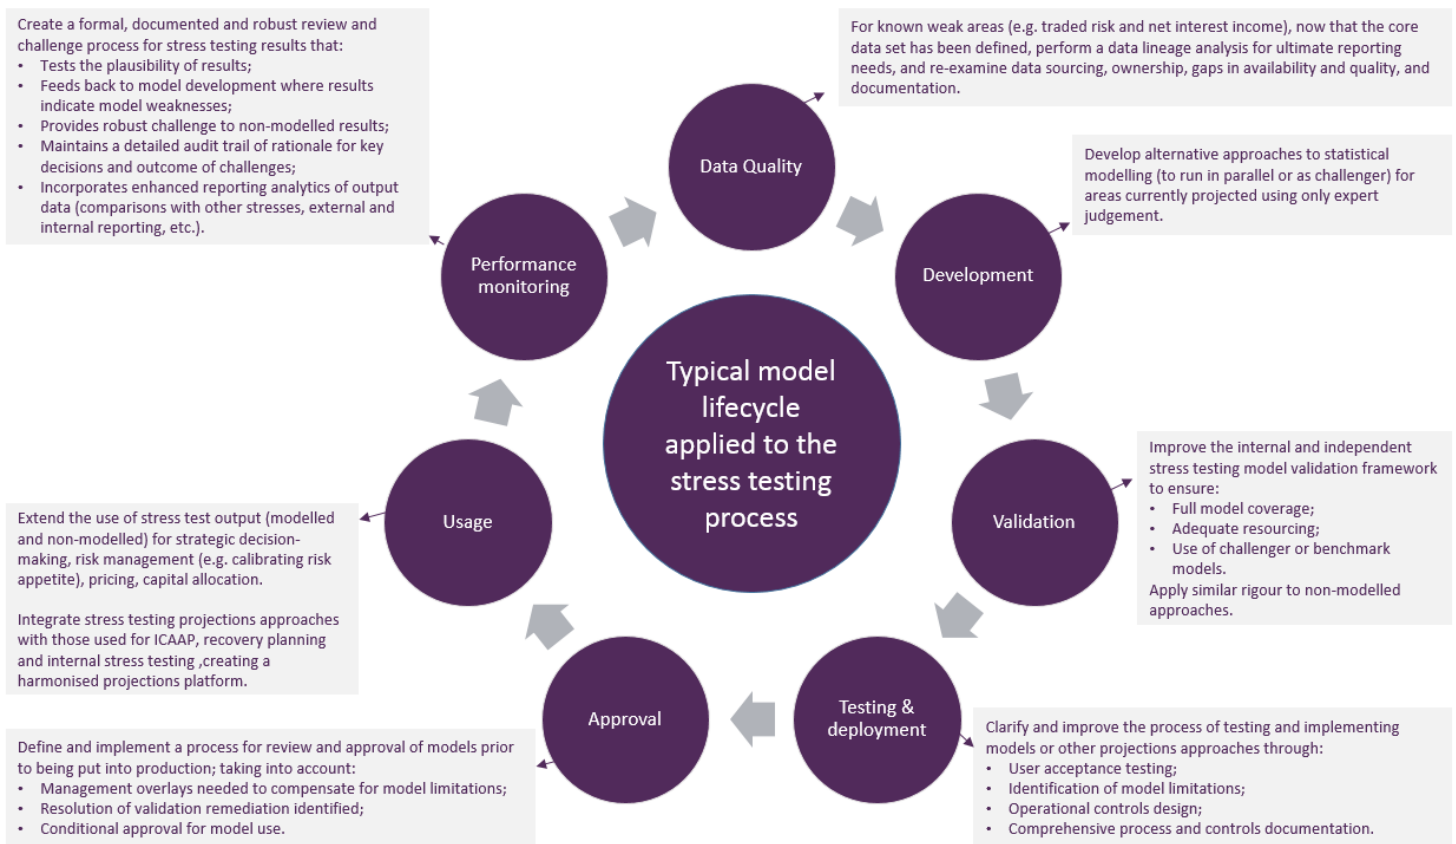 Create a formal, documented and robust review and
challenge process for stress testing results that:
• Tests the plausibility of results;
• Feeds back to model development where results
indicate model weaknesses;
• Provides robust challenge to non-modelled results;
• Maintains a detailed audit trail of rationale for key
decisions and outcome of challenges;
• Incorporates enhanced reporting analytics of output
data (comparisons with other stresses, external and
internal reporting, etc.).
For known weak areas (e.g. traded risk and net interest income), now that the core
data set has been defined, perform a data lineage analysis for ultimate reporting
needs, and re-examine data sourcing, ownership, gaps in availability and quality, and
documentation.
Data Quality
Develop alternative approaches to statistical
modelling (to run in parallel or as challenger) for
areas currently projected using only expert
judgement.
Performance
monitoring
Development
Typical model
lifecycle
applied to the
stress testing
process
Improve the internal and independent
stress testing model validation framework
to ensure:
• Full model coverage;
• Adequate resourcing;
• Use of challenger or benchmark
models.
Apply similar rigour to non-modelled
approaches.
Usage
Validation
Extend the use of stress test output (modelled
and non-modelled) for strategic decision-
making, risk management (e.g. calibrating risk
appetite), pricing, capital allocation.
Integrate stress testing projections approaches
with those used for ICAAP, recovery planning
and internal stress testing ,creating a
harmonised projections platform.
Approval
Testing &
deployment
Define and implement a process for review and approval of models prior
to being put into production; taking into account:
• Management overlays needed to compensate for model limitations;
• Resolution of validation remediation identified;
• Conditional approval for model use.
Clarify and improve the process of testing and implementing
models or other projections approaches through:
• User acceptance testing;
• Identification of model limitations;
• Operational controls design;
• Comprehensive process and controls documentation.